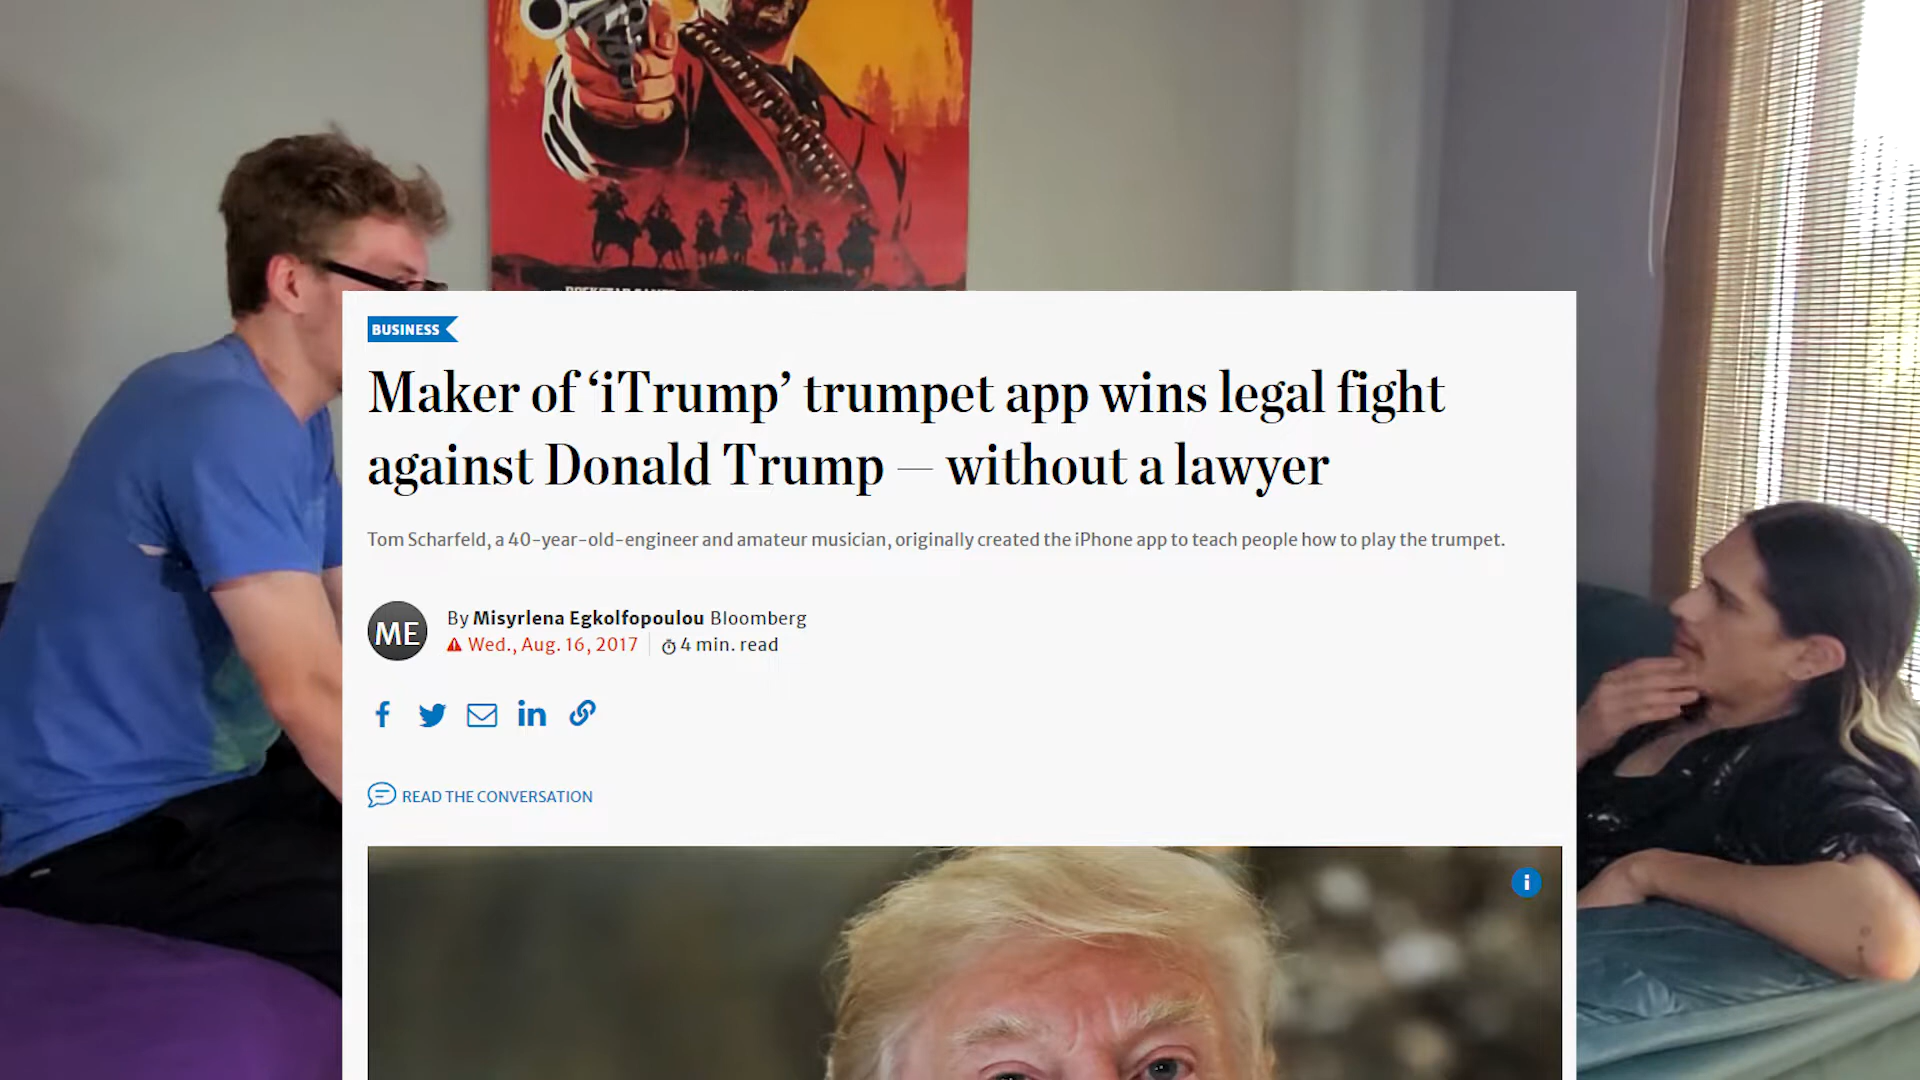 BUSINESS
Maker of ‘iTrump’ trumpet app wins legal fight
against Donald Trump — without a lawyer
Tom Scharfeld, a 40-year-old-engineer and amateur musician, originally created the iPhone app to teach people how to play the trumpet.
ME
By Misyrlena Egkolfopoulou Bloomberg
Wed., Aug. 16, 2017
4 min. read
READ THE CONVERSATION